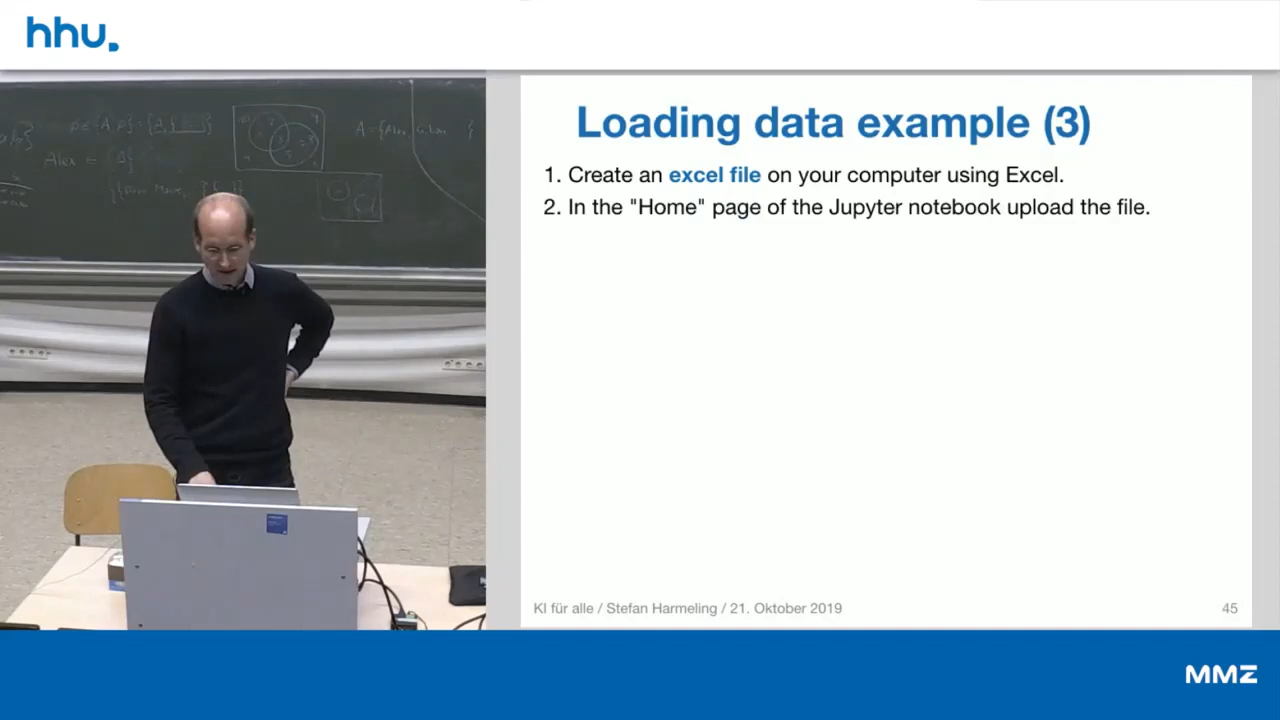 hhu.
Loading data example (3)
1. Create an excel file on your computer using Excel.
2. In the "Home" page of the Jupyter notebook upload the file.
Alex ∈
KI für alle / Stefan Harmeling / 21. Oktober 2019
45
MMZ